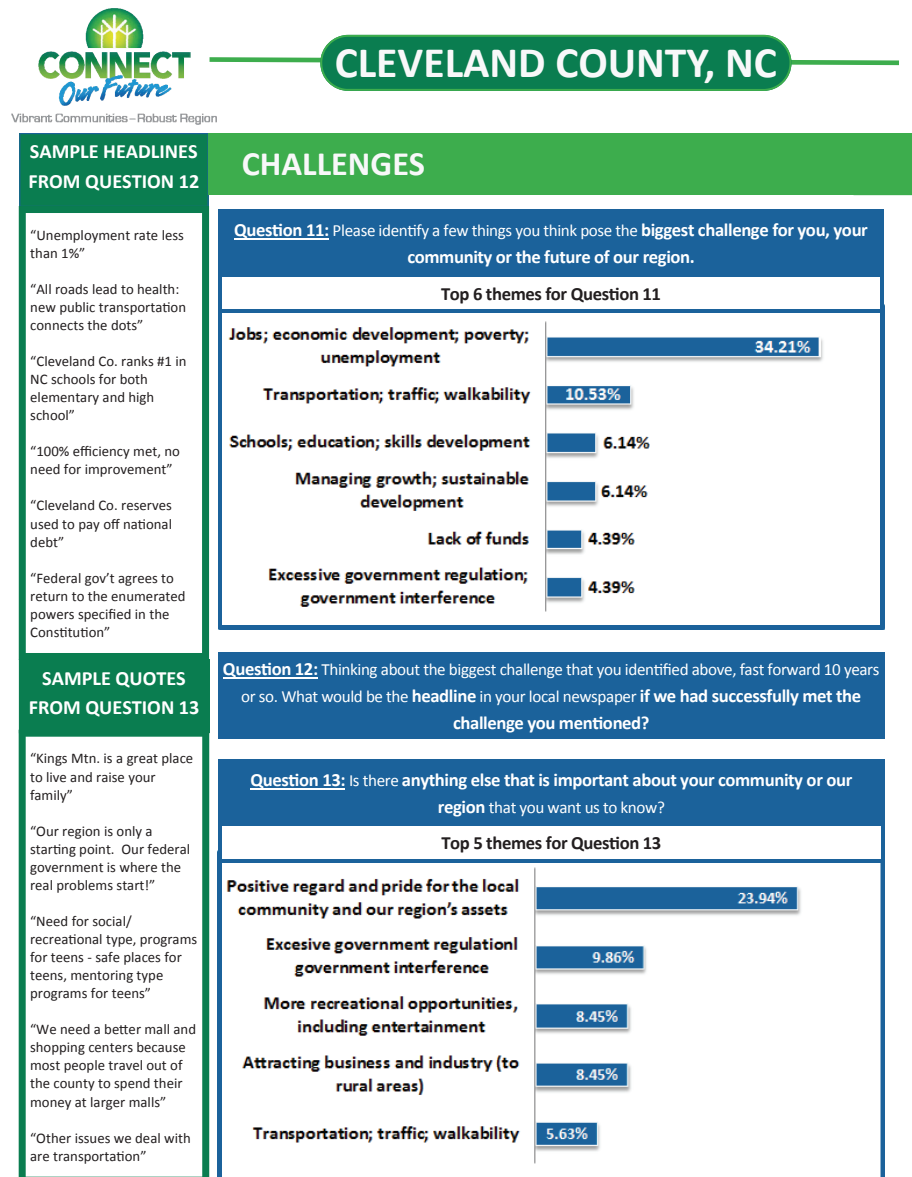 CONNECT
Our Future
Vibrant Communities–Robust Region
CLEVELAND COUNTY, NC
SAMPLE HEADLINES
FROM QUESTION 12
“Unemployment rate less
than 1%”
“All roads lead to health:
new public transportation
connects the dots”
“Cleveland Co. ranks #1 in
NC schools for both
elementary and high
school”
“100% efficiency met, no
need for improvement”
“Cleveland Co. reserves
used to pay off national
debt”
“Federal gov’t agrees to
return to the enumerated
powers specified in the
Constitution”
SAMPLE QUOTES
FROM QUESTION 13
“Kings Mtn. is a great place
to live and raise your
family”
“Our region is only a
starting point.  Our federal
government is where the
real problems start!”
“Need for social/
recreational type, programs
for teens - safe places for
teens, mentoring type
programs for teens”
“We need a better mall and
shopping centers because
most people travel out of
the county to spend their
money at larger malls”
“Other issues we deal with
are transportation”
CHALLENGES
Question 11: Please identify a few things you think pose the biggest challenge for you, your
community or the future of our region.
Top 6 themes for Question 11
Jobs; economic development; poverty;
unemployment
34.21%
Transportation; traffic; walkability
10.53%
Schools; education; skills development
6.14%
Managing growth; sustainable
development
6.14%
Lack of funds
4.39%
Excessive government regulation;
government interference
4.39%
Question 12: Thinking about the biggest challenge that you identified above, fast forward 10 years
or so. What would be the headline in your local newspaper if we had successfully met the
challenge you mentioned?
Question 13: Is there anything else that is important about your community or our
region that you want us to know?
Top 5 themes for Question 13
Positive regard and pride for the local
community and our region’s assets
23.94%
Excesive government regulationl
government interference
9.86%
More recreational opportunities,
including entertainment
8.45%
Attracting business and industry (to
rural areas)
8.45%
Transportation; traffic; walkability
5.63%